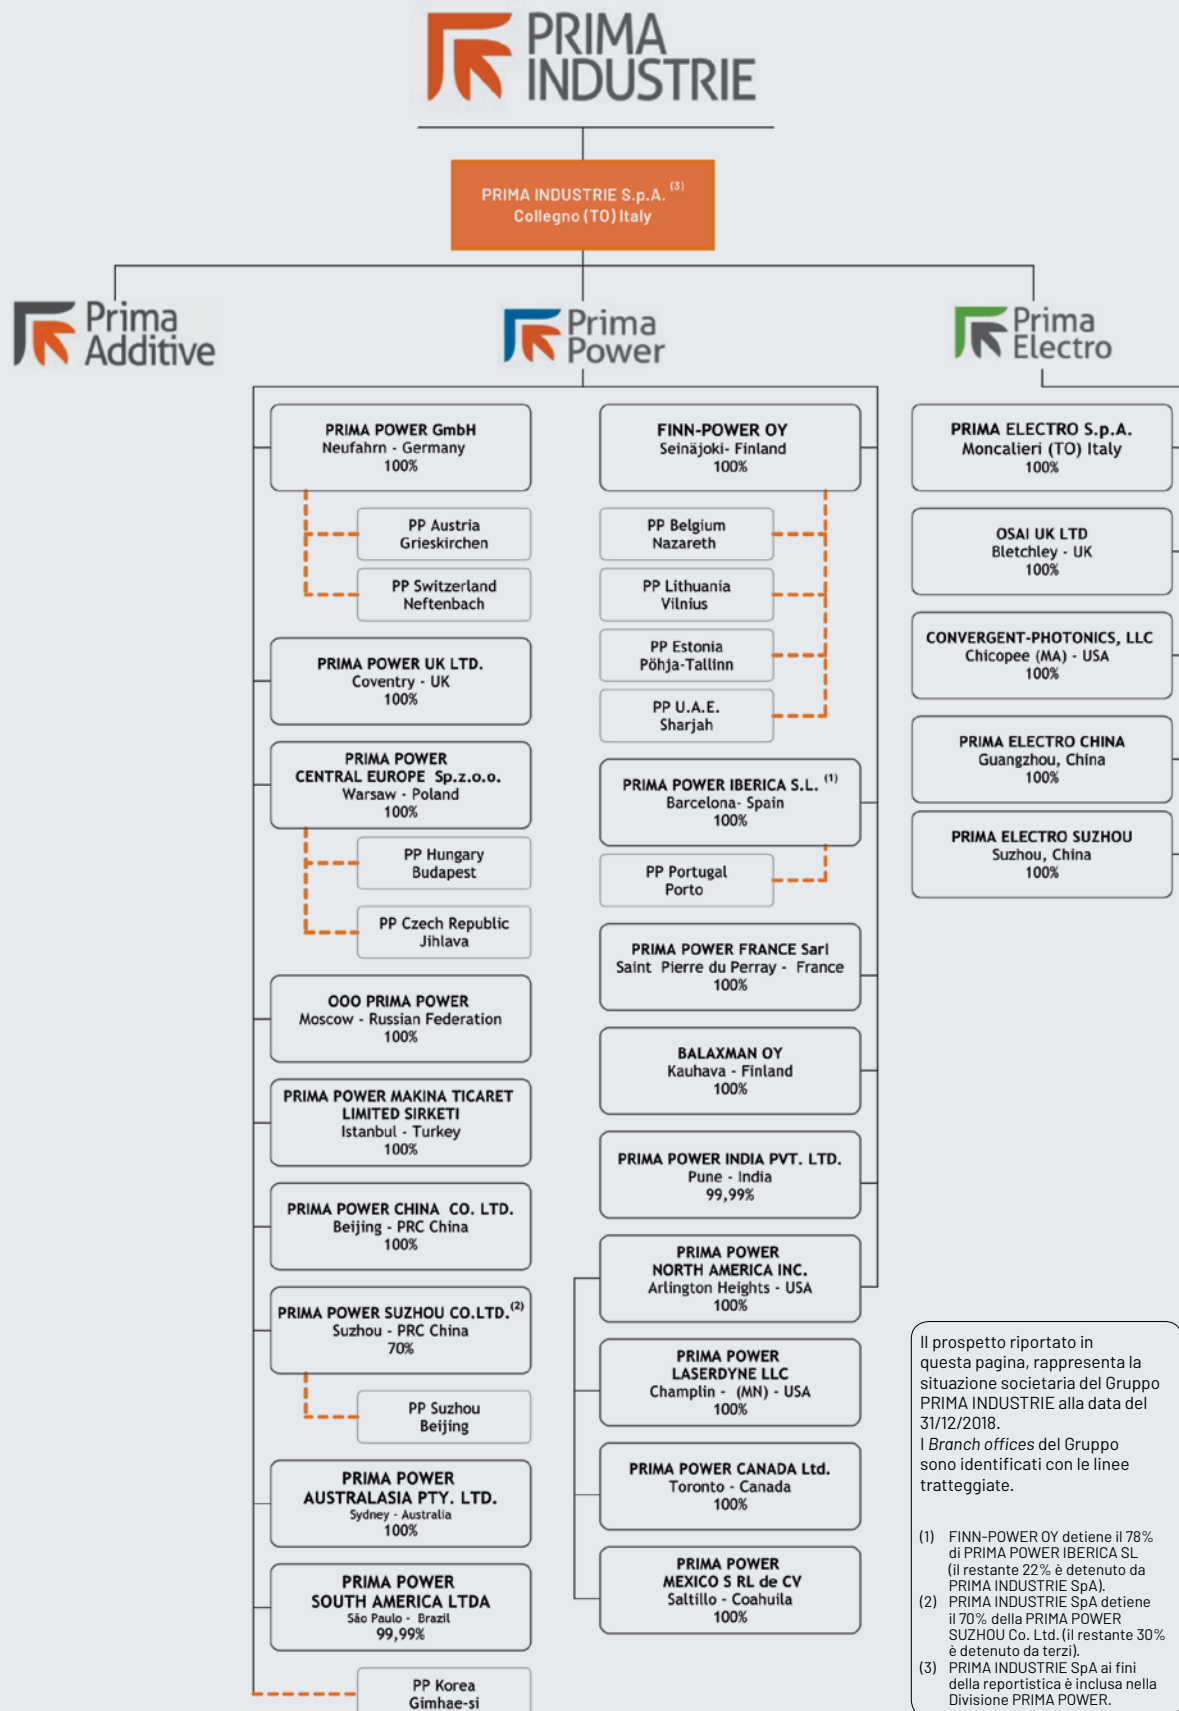 PRIMA
INDUSTRIE
PRIMA INDUSTRIE S.p.A. (3)
Collegno (TO) Italy
Prima
Additive
Prima
Power
Prima
Electro
PRIMA POWER GmbH
Neufahrn - Germany
100%
PP Austria
Grieskirchen
PP Switzerland
Neftenbach
PRIMA POWER UK LTD.
Coventry - UK
100%
PRIMA POWER
CENTRAL EUROPE Sp.z.o.o.
Warsaw - Poland
100%
PP Hungary
Budapest
PP Czech Republic
Jihlava
OOO PRIMA POWER
Moscow - Russian Federation
100%
PRIMA POWER MAKINA TICARET
LIMITED SIRKETI
Istanbul - Turkey
100%
PRIMA POWER CHINA CO. LTD.
Beijing - PRC China
100%
PRIMA POWER SUZHOU CO.LTD.(2)
Suzhou - PRC China
70%
PP Suzhou
Beijing
PRIMA POWER
AUSTRALASIA PTY. LTD.
Sydney - Australia
100%
PRIMA POWER
SOUTH AMERICA LTDA
São Paulo - Brazil
99,99%
PP Korea
Gimhae-si
FINN-POWER OY
Seinäjoki- Finland
100%
PP Belgium
Nazareth
PP Lithuania
Vilnius
PP Estonia
Pöhja-Tallinn
PP U.A.E.
Sharjah
PRIMA POWER IBERICA S.L. (1)
Barcelona- Spain
100%
PP Portugal
Porto
PRIMA POWER FRANCE Sarl
Saint Pierre du Perray - France
100%
BALAXMAN OY
Kauhava - Finland
100%
PRIMA POWER INDIA PVT. LTD.
Pune - India
99,99%
PRIMA POWER
NORTH AMERICA INC.
Arlington Heights - USA
100%
PRIMA POWER
LASERDYNE LLC
Champlin - (MN) - USA
100%
PRIMA POWER CANADA Ltd.
Toronto - Canada
100%
PRIMA POWER
MEXICO S RL de CV
Saltillo - Coahuila
100%
PRIMA ELECTRO S.p.A.
Moncalieri (TO) Italy
100%
OSAI UK LTD
Bletchley - UK
100%
CONVERGENT-PHOTONICS, LLC
Chicopee (MA) - USA
100%
PRIMA ELECTRO CHINA
Guangzhou, China
100%
PRIMA ELECTRO SUZHOU
Suzhou, China
100%
Il prospetto riportato in
questa pagina, rappresenta la
situazione societaria del Gruppo
PRIMA INDUSTRIE alla data del
31/12/2018.
I Branch offices del Gruppo
sono identificati con le linee
tratteggiate.
(1) FINN-POWER OY detiene il 78%
di PRIMA POWER IBERICA SL
(il restante 22% è detenuto da
PRIMA INDUSTRIE SpA).
(2) PRIMA INDUSTRIE SpA detiene
il 70% della PRIMA POWER
SUZHOU Co. Ltd. (il restante 30%
è detenuto da terzi).
(3) PRIMA INDUSTRIE SpA ai fini
della reportistica è inclusa nella
Divisione PRIMA POWER.